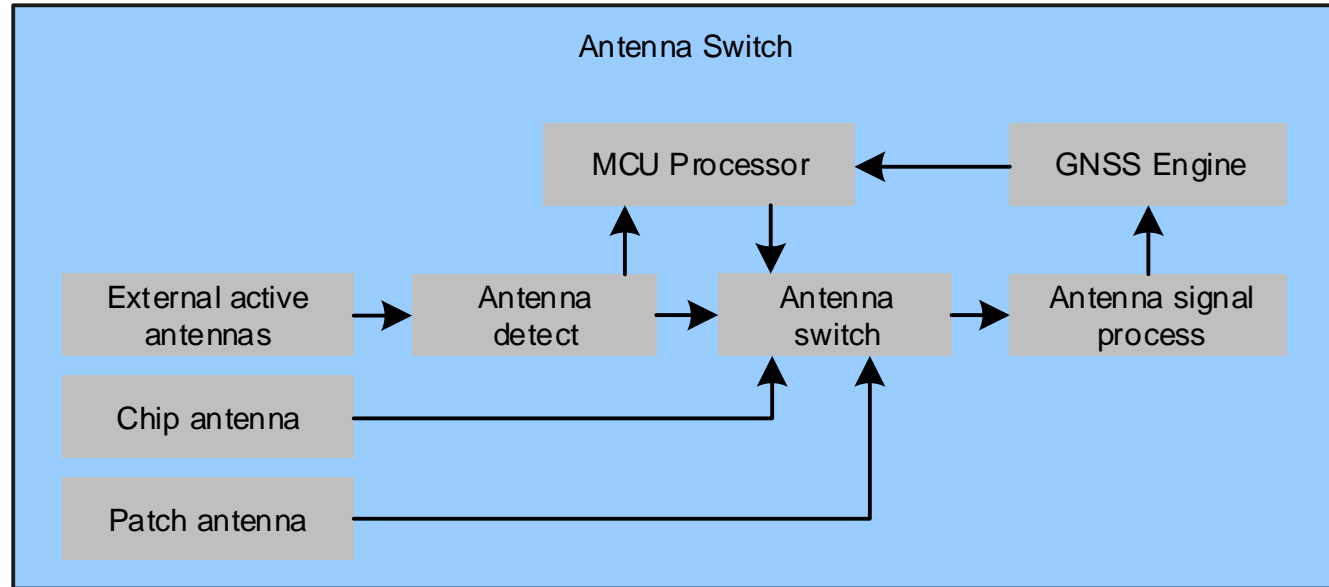 Antenna Switch
MCU Processor
GNSS Engine
External active
antennas
Antenna
detect
Antenna
switch
Antenna signal
process
Chip antenna
Patch antenna